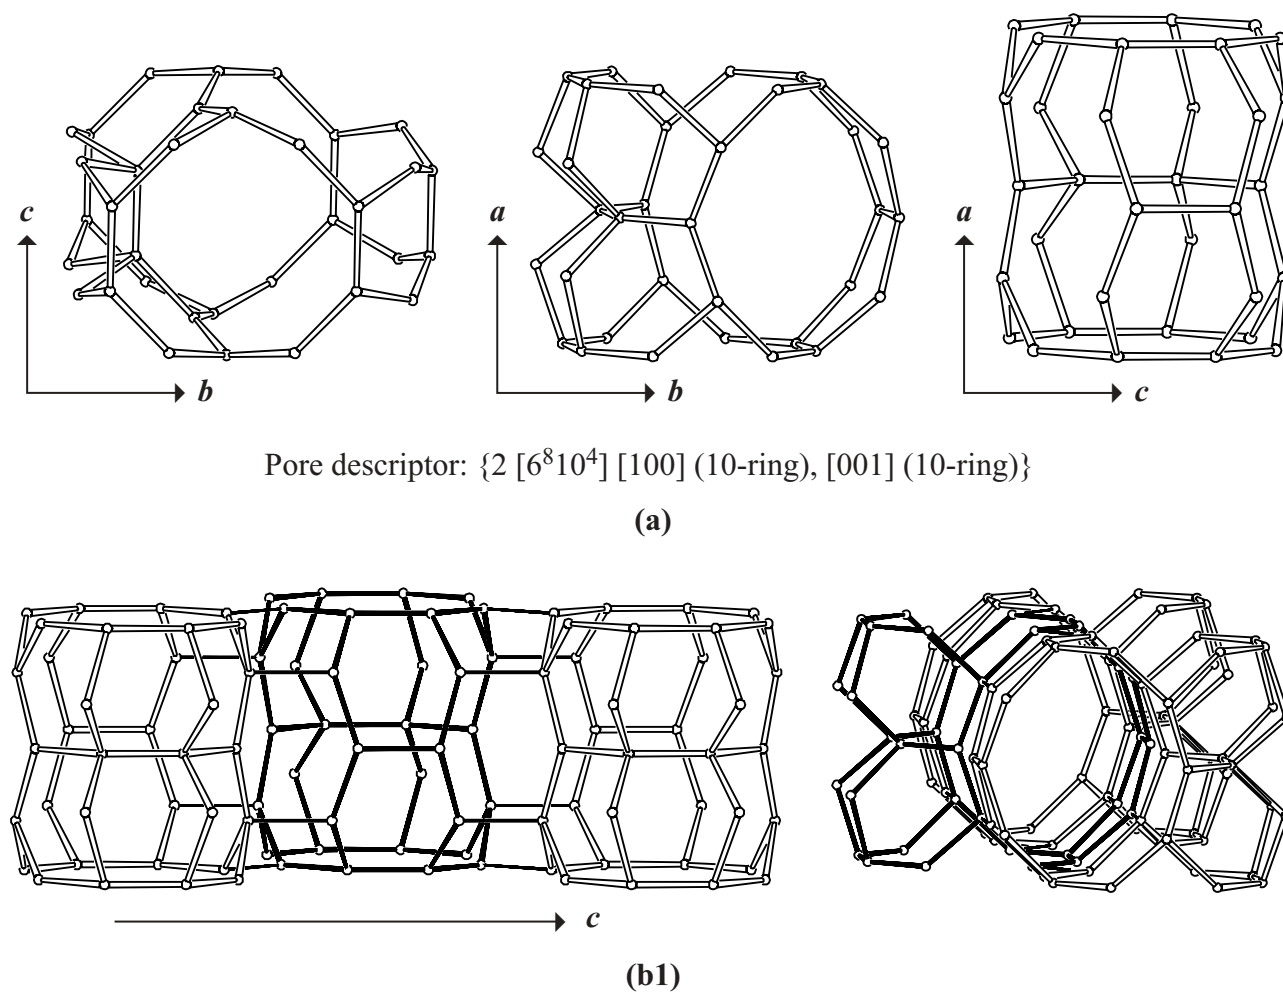 c
b
a
b
a
c
Pore descriptor: {2 [6⁸10⁴] [100] (10-ring), [001] (10-ring)}
(a)
c
(b1)